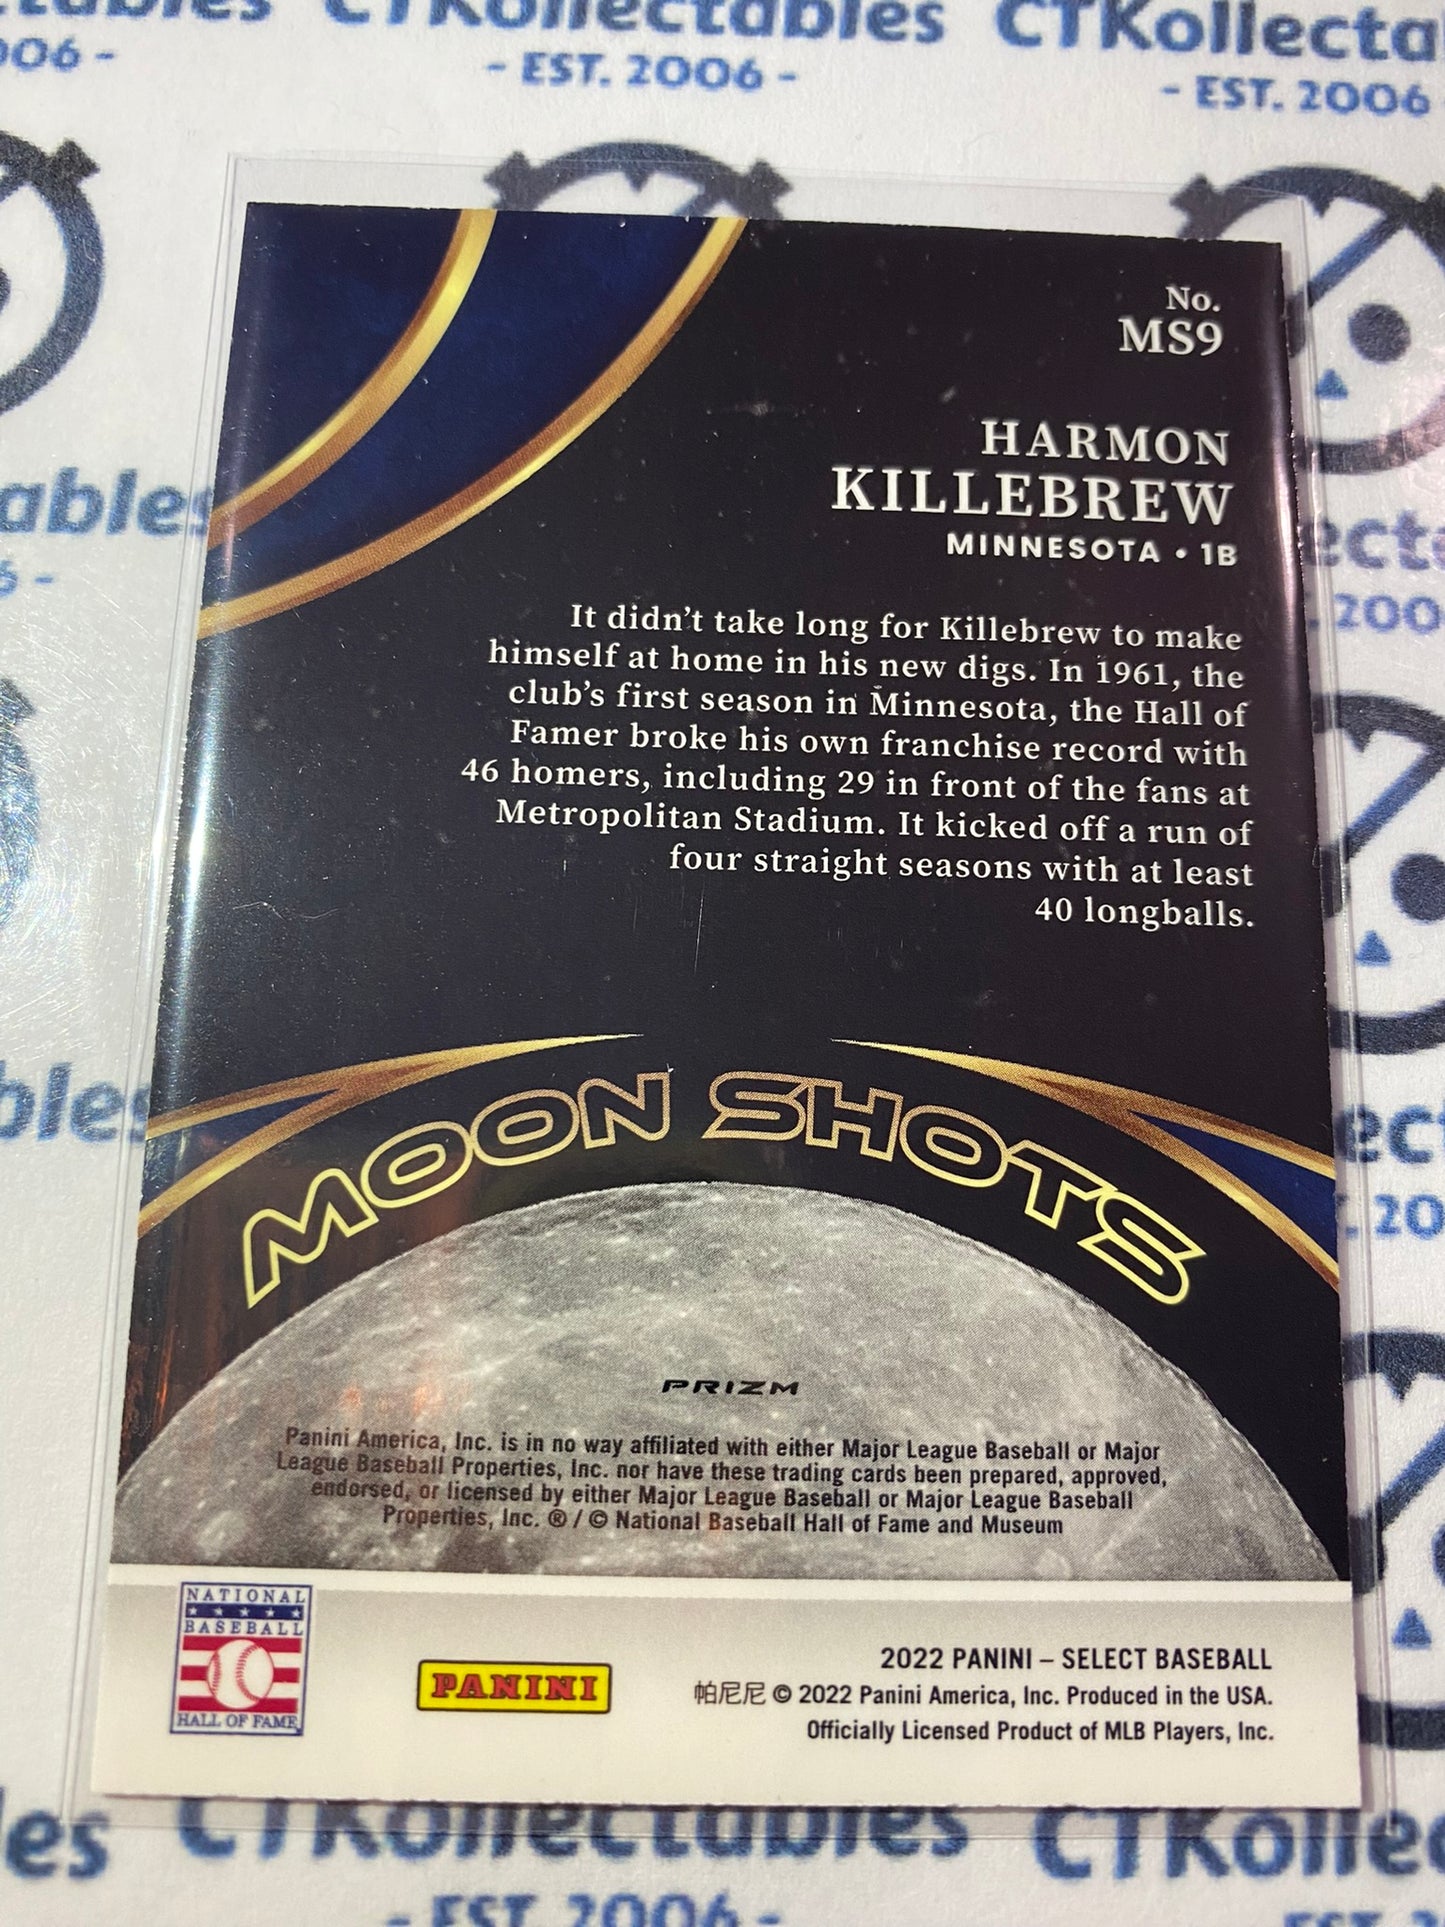 CTKollectables
CTKollecta
006 -
- EST. 2006 -
- EST. 2006
No.
MS9
HARMON
KILLEBREW
MINNESOTA • 1B
It didn't take long for Killebrew to make
himself at home in his new digs. In 1961, the
club's first season in Minnesota, the Hall of
Famer broke his own franchise record with
46 homers, including 29 in front of the fans at
Metropolitan Stadium. It kicked off a run of
four straight seasons with at least
40 longballs.
MOON SHOTS
PRIZM
Panini America, Inc. is in no way affiliated with either Major League Baseball or Major
League Baseball Properties, Inc. nor have these trading cards been prepared, approved,
endorsed, or licensed by either Major League Baseball or Major League Baseball
Properties, Inc. ® / © National Baseball Hall of Fame and Museum
NATIONAL
BASEBALL
HALL OF FAME
PANINI
2022 PANINI – SELECT BASEBALL
帕尼尼 © 2022 Panini America, Inc. Produced in the USA.
Officially Licensed Product of MLB Players, Inc.
CTKollectables
CTKollec
- EST. 2006 -